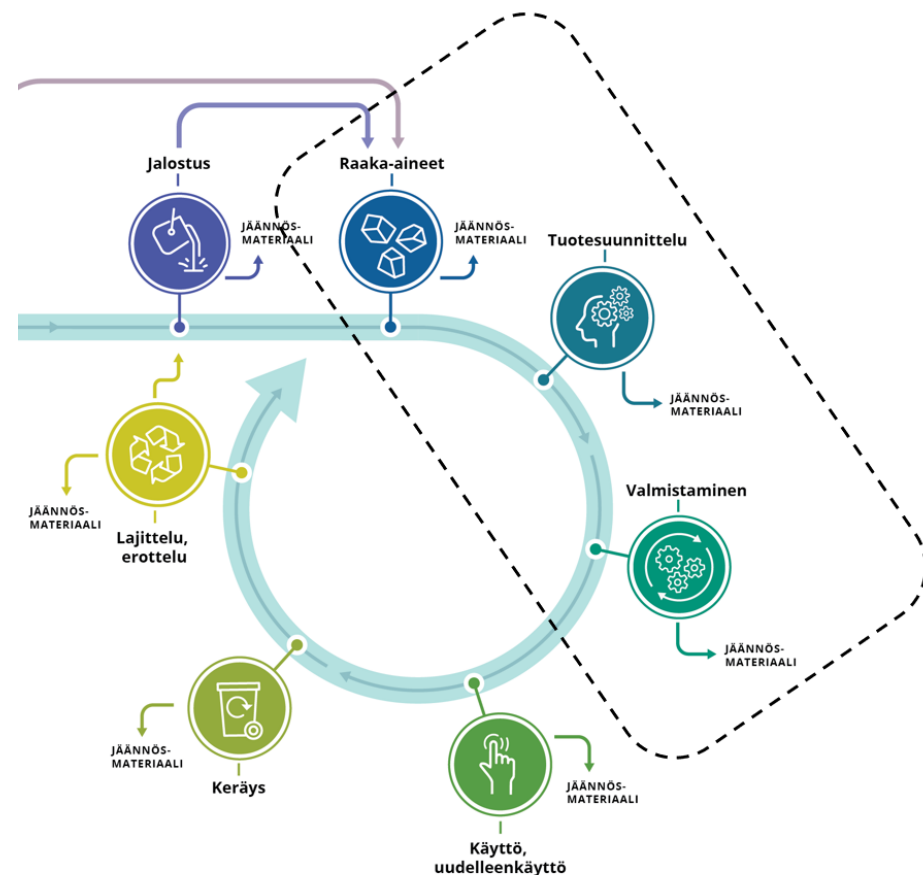 Jalostus
JÄÄNNÖS-
MATERIAALI
Raaka-aineet
JÄÄNNÖS-
MATERIAALI
Tuotesuunnittelu
JÄÄNNÖS-
MATERIAALI
Valmistaminen
JÄÄNNÖS-
MATERIAALI
Käyttö,
uudelleenkäyttö
JÄÄNNÖS-
MATERIAALI
Keräys
JÄÄNNÖS-
MATERIAALI
Lajittelu,
erottelu
JÄÄNNÖS-
MATERIAALI